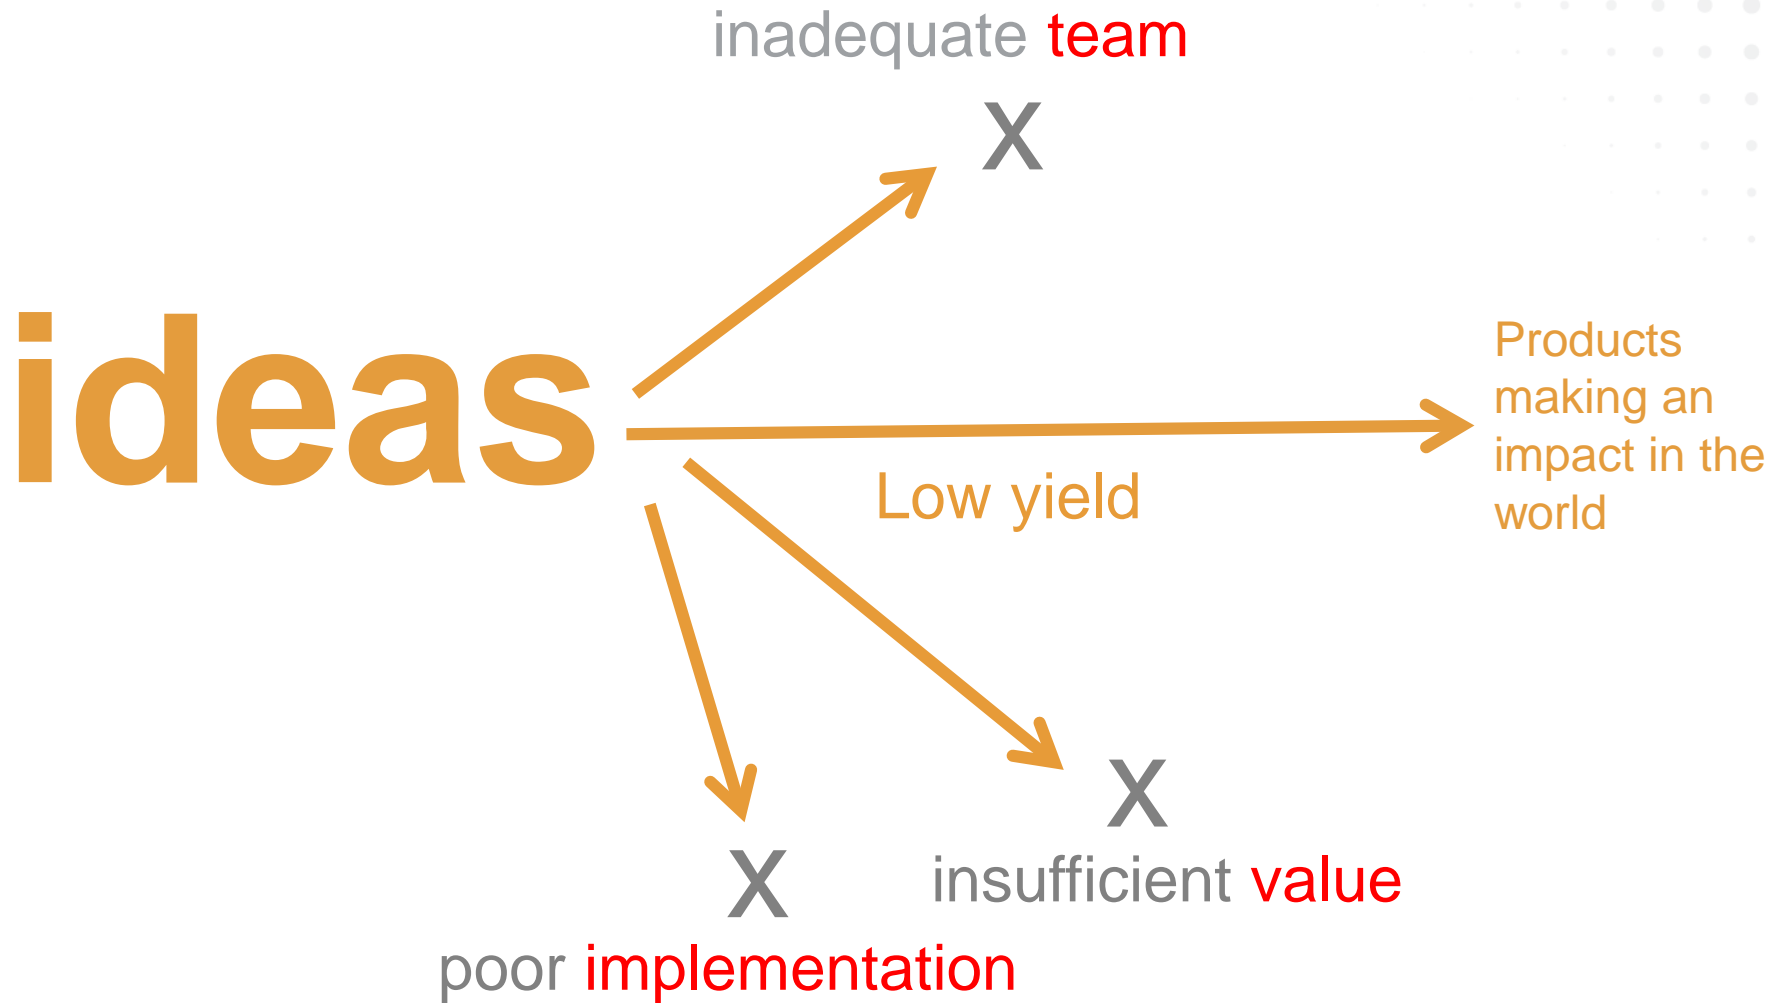 inadequate team
X
ideas
Products
making an
impact in the
world
Low yield
X
insufficient value
X
poor implementation